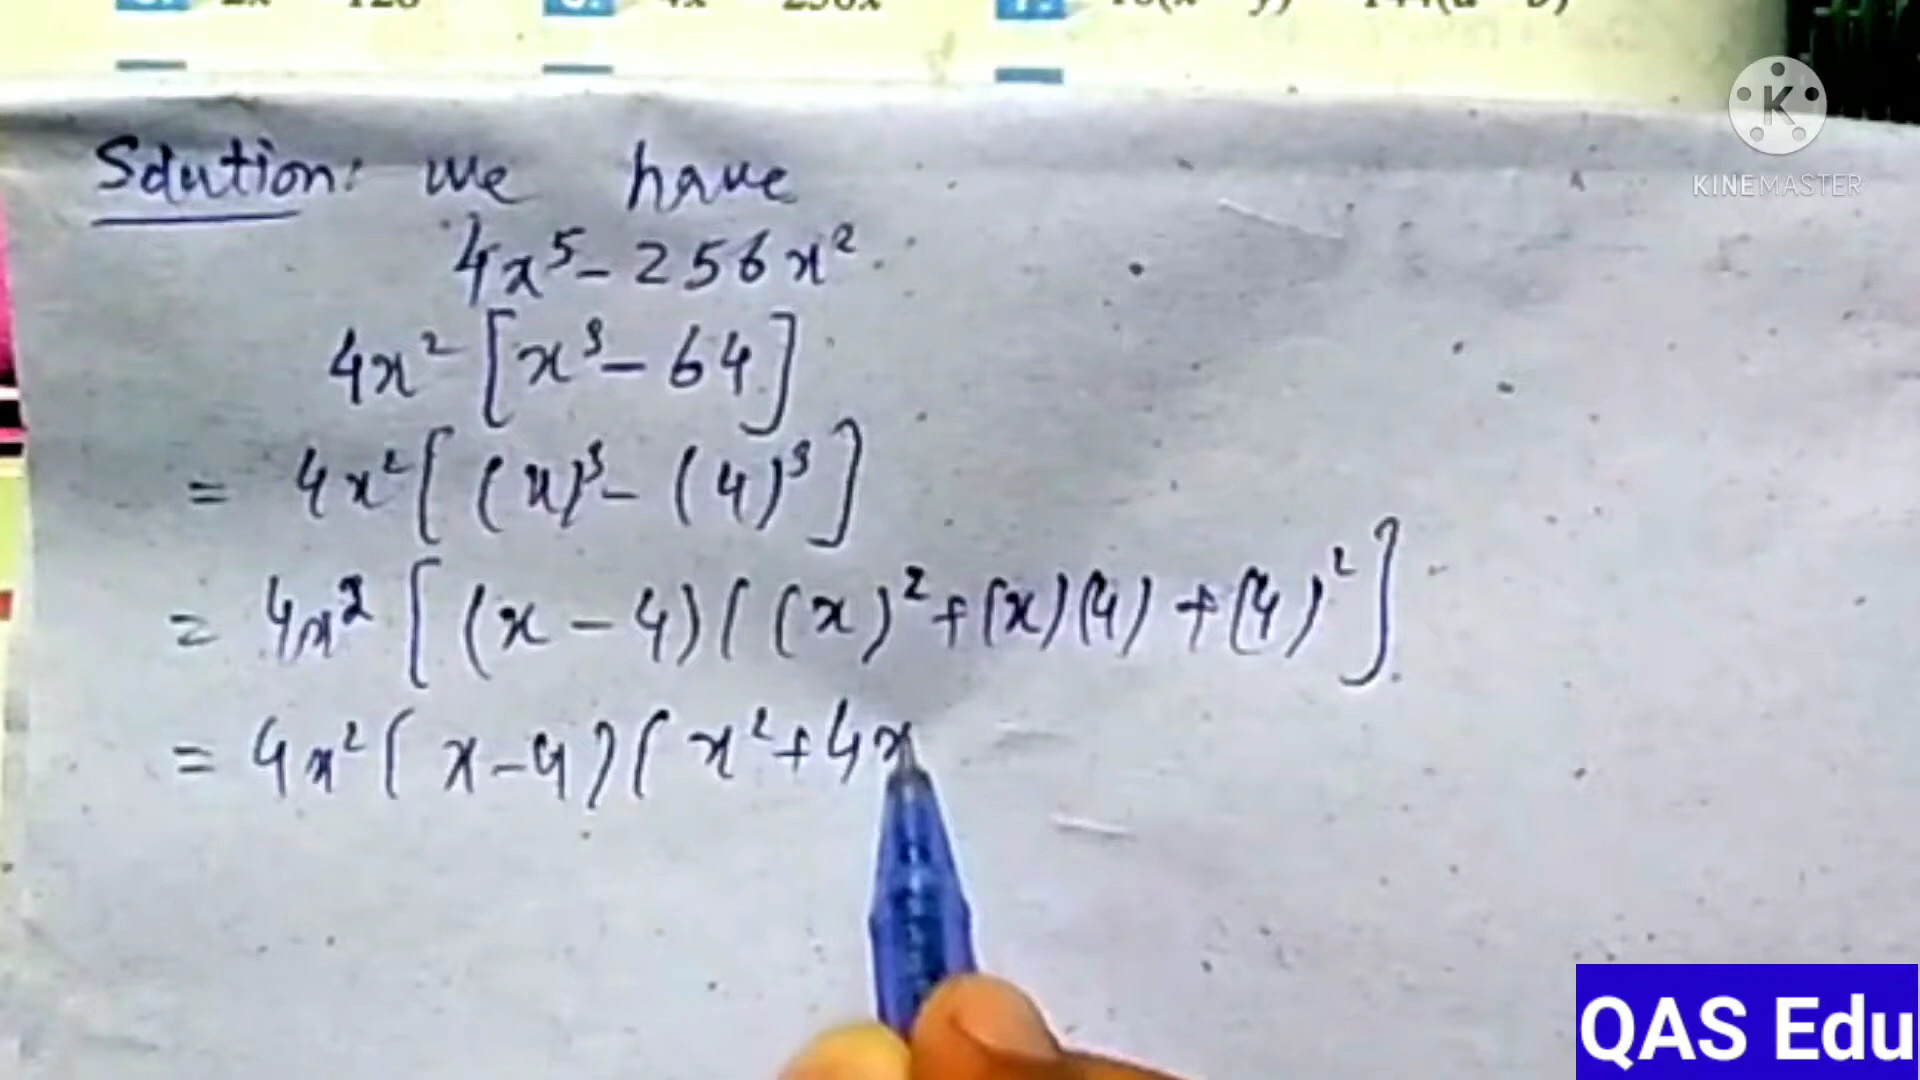 Solution: we have
4x⁵ - 256x²
4x² [x³ - 64]
= 4x² [(x)³ - (4)³]
= 4x² [(x - 4) ((x)² + (x)(4) + (4)²]
= 4x² (x - 4) (x² + 4x
K
KINEMASTER
QAS Edu